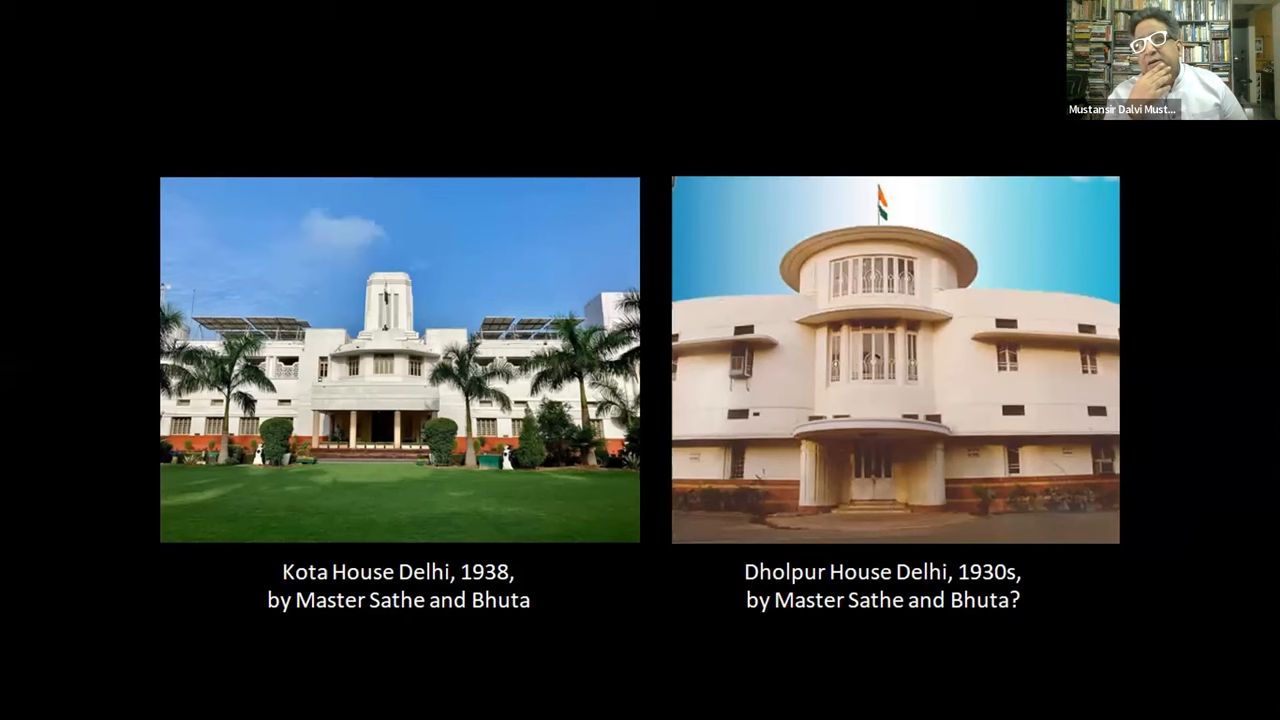 Mustansir Dalvi Must...
Kota House Delhi, 1938,
by Master Sathe and Bhuta
Dholpur House Delhi, 1930s,
by Master Sathe and Bhuta?